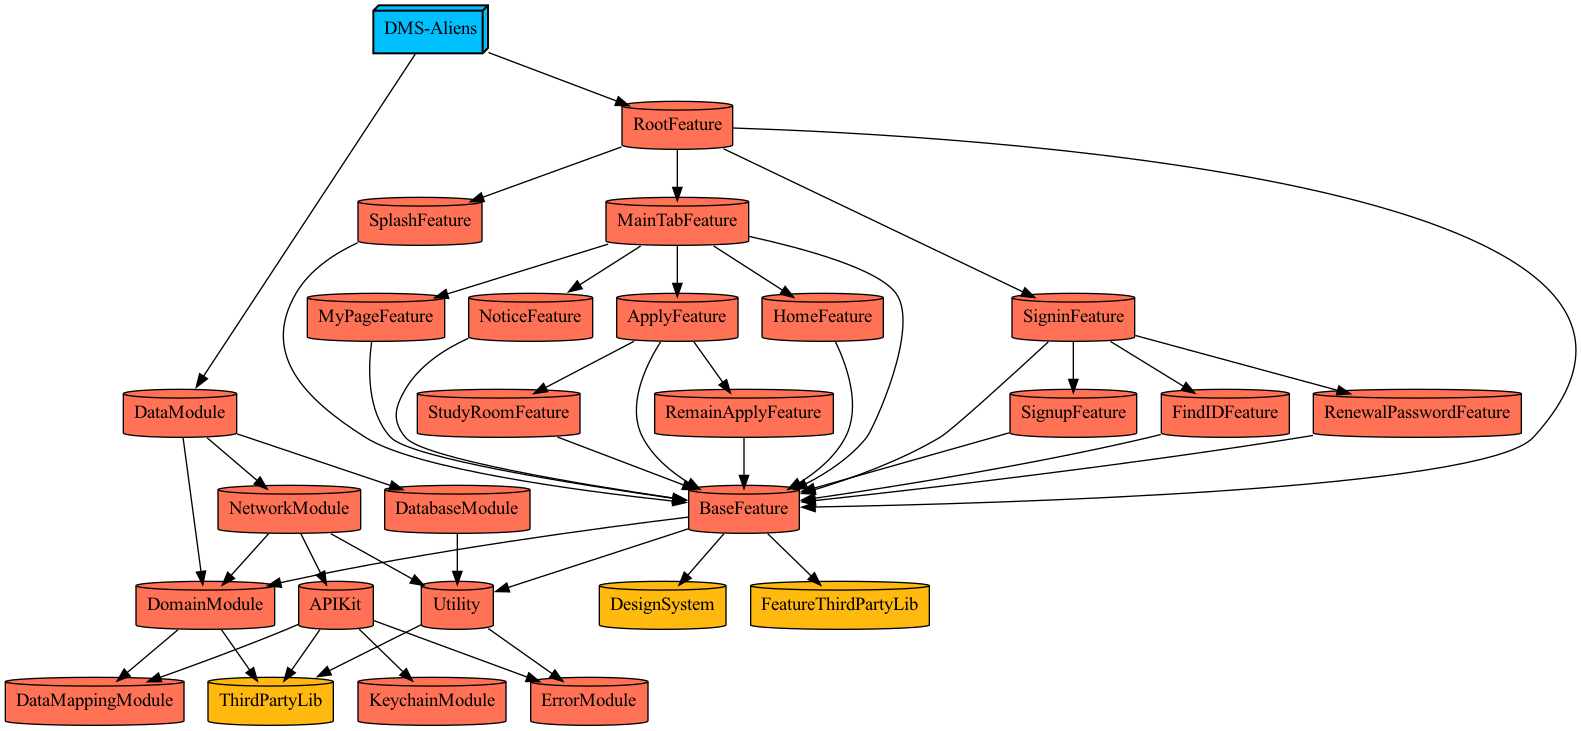 DMS-Aliens
RootFeature
SplashFeature
MainTabFeature
MyPageFeature
NoticeFeature
ApplyFeature
HomeFeature
SigninFeature
DataModule
StudyRoomFeature
RemainApplyFeature
SignupFeature
FindIDFeature
RenewalPasswordFeature
NetworkModule
DatabaseModule
BaseFeature
DomainModule
APIKit
Utility
DesignSystem
FeatureThirdPartyLib
DataMappingModule
ThirdPartyLib
KeychainModule
ErrorModule